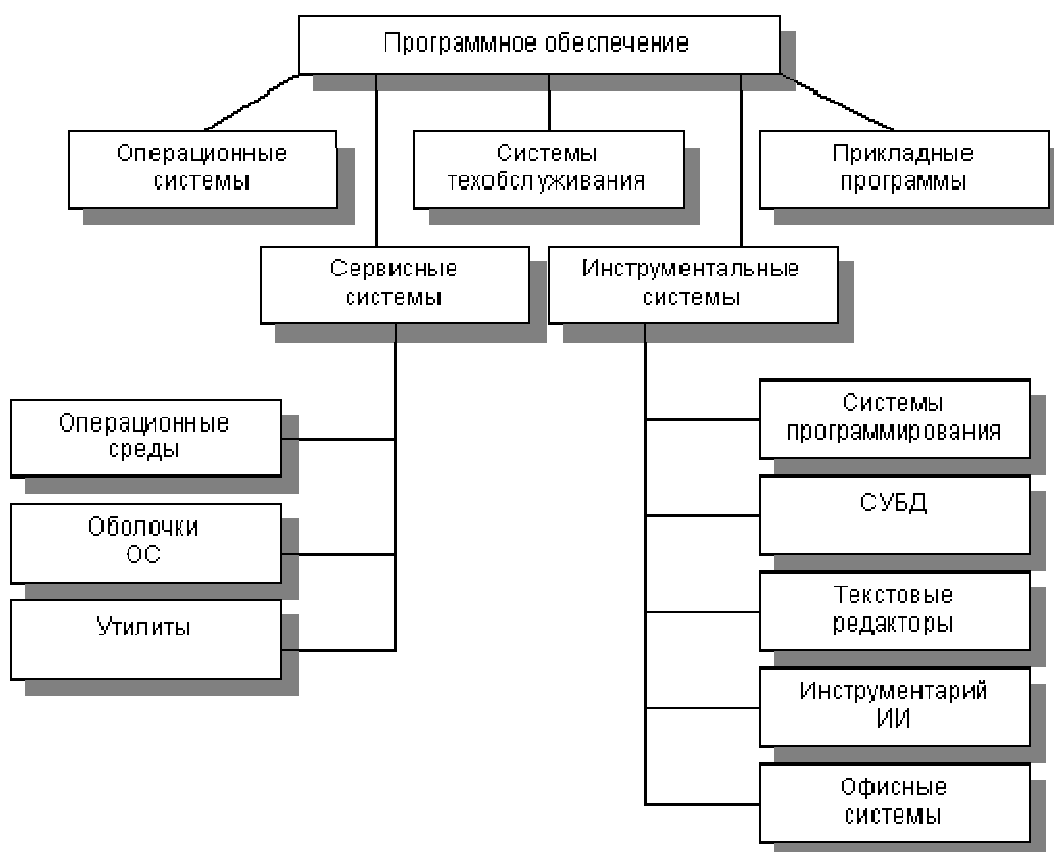 Программное обеспечение
Операционные
системы
Системы
техобслуживания
Прикладные
программы
Сервисные
системы
Инструментальные
системы
Операционные
среды
Оболочки
ОС
Утилиты
Системы
программирования
СУБД
Текстовые
редакторы
Инструментарий
ИИ
Офисные
системы